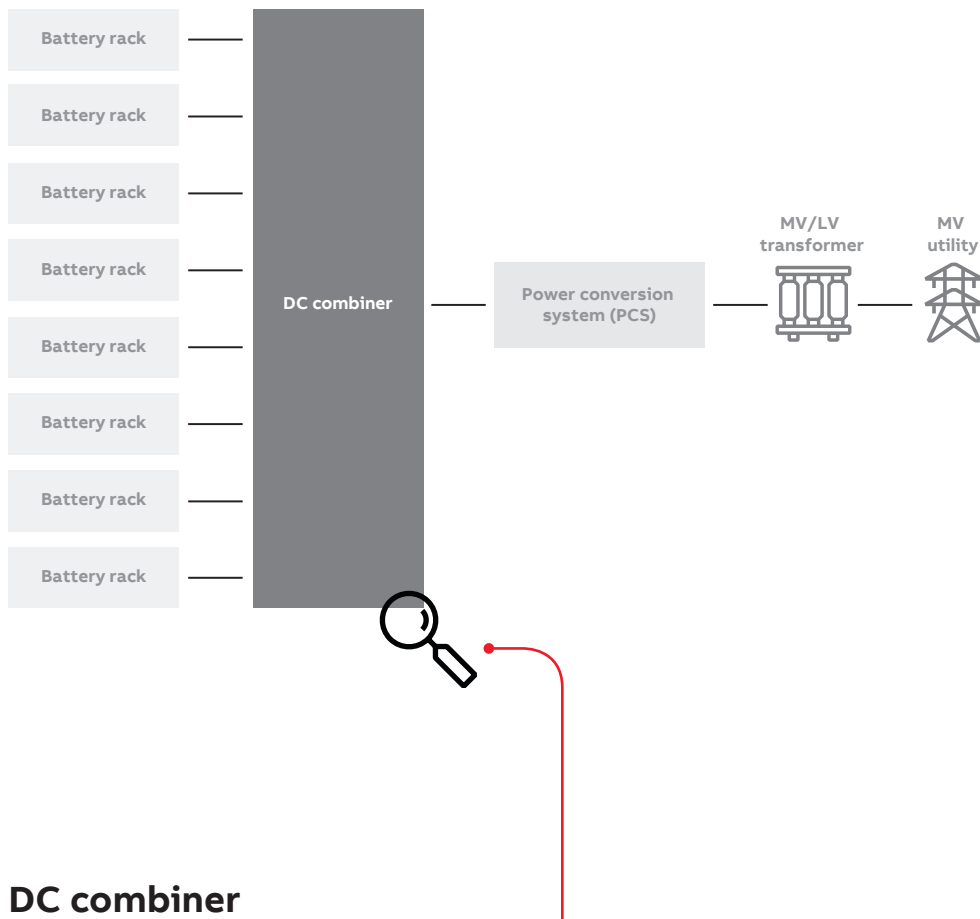 Battery rack
Battery rack
Battery rack
Battery rack
Battery rack
Battery rack
Battery rack
Battery rack
DC combiner
Power conversion
system (PCS)
MV/LV
transformer
MV
utility
DC combiner